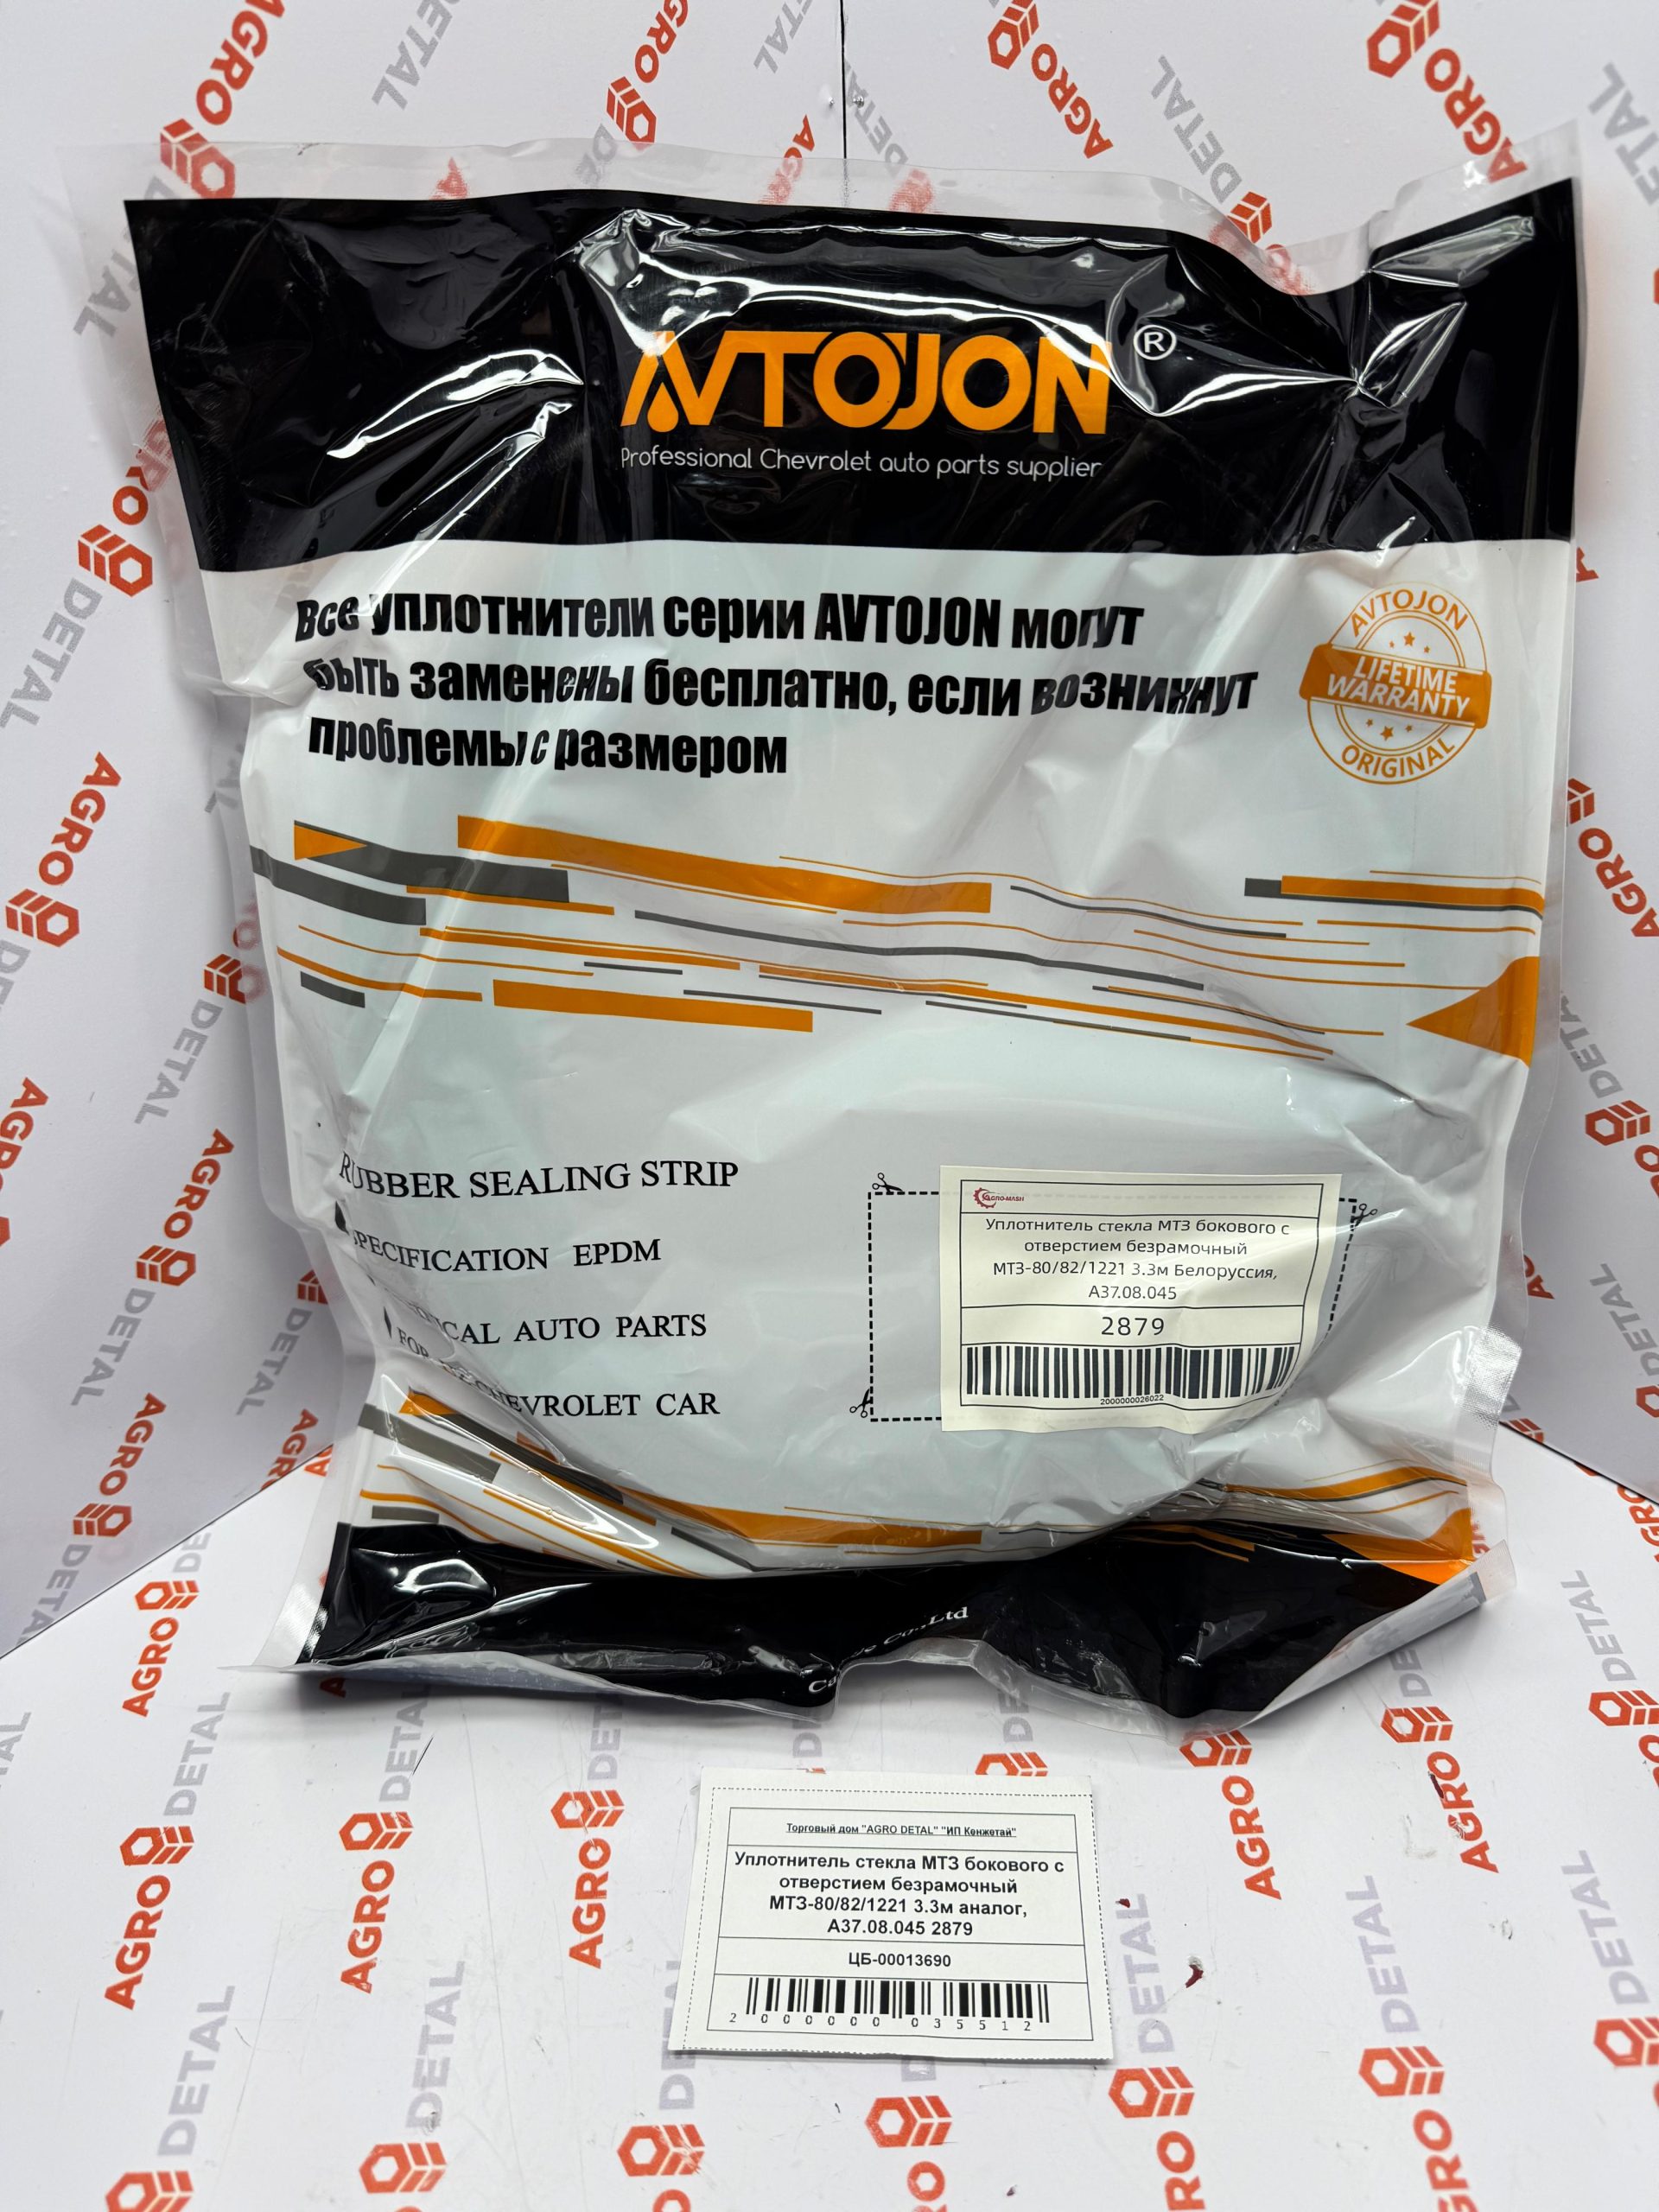 AVTOJON ®
Professional Chevrolet auto parts supplier
Все уплотнители серии AVTOJON могут
быть заменены бесплатно, если возникнут
проблемы с размером
AVTOJON
LIFETIME
WARRANTY
ORIGINAL
RUBBER SEALING STRIP
SPECIFICATION EPDM
AUTO PARTS
FOR
CHEVROLET CAR
AGRO-MASH
Уплотнитель стекла МТЗ бокового с
отверстием безрамочный
МТЗ-80/82/1221 3.3м Белоруссия,
А37.08.045
2879
2000000026022
Co.,Ltd
Торговый дом "AGRO DETAL" "ИП Кенжетай"
Уплотнитель стекла МТЗ бокового с
отверстием безрамочный
МТЗ-80/82/1221 3.3м аналог,
А37.08.045 2879
ЦБ-00013690
2 000000 035512
AGRO DETAL